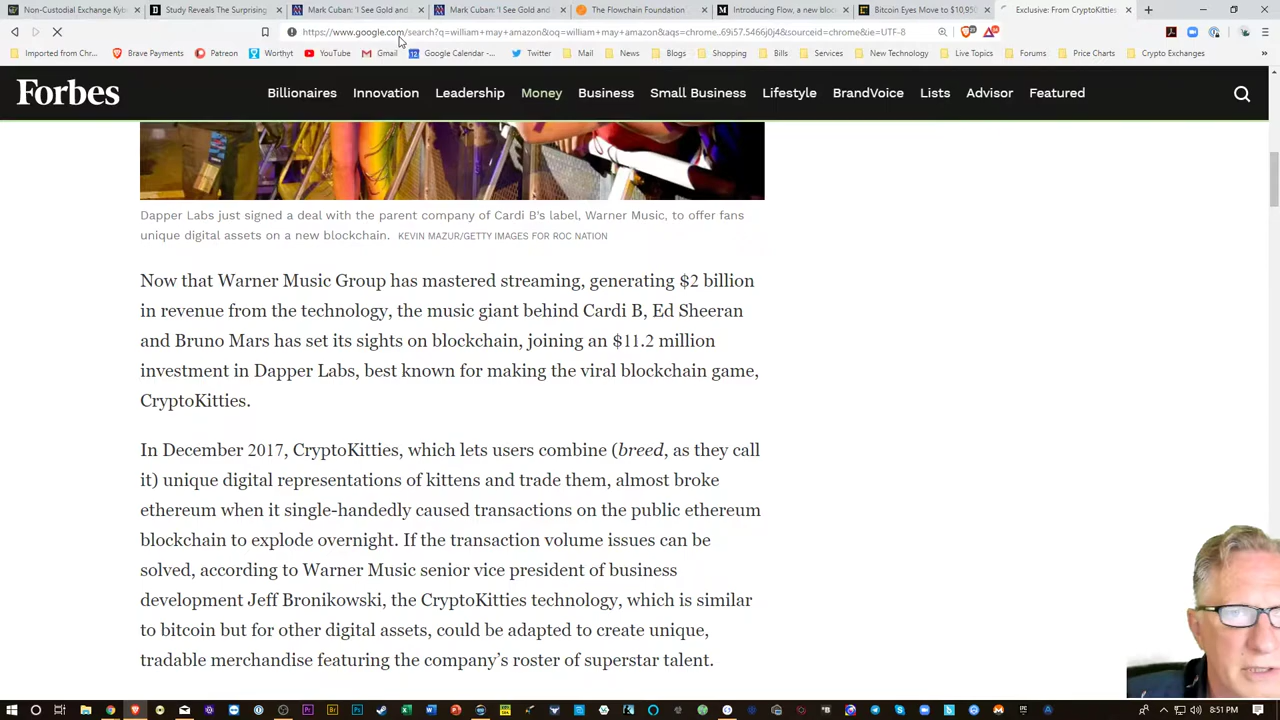 Non-Custodial Exchange Kyb
Study Reveals The Surprising
Mark Cuban: 'I See Gold and
Mark Cuban: 'I See Gold and
The Flowchain Foundation
Introducing Flow, a new bloc
Bitcoin Eyes Move to $10,950
Exclusive: From CryptoKitties
https://www.google.com/search?q=william+may+amazon&oq=william+may+amazon&aqs=chrome..69i57.5466j0j4&sourceid=chrome&ie=UTF-8
Imported from Chro...
Brave Payments
Patreon
Worthyt
YouTube
Gmail
Google Calendar -...
Twitter
Mail
News
Blogs
Shopping
Bills
Services
New Technology
Live Topics
Forums
Price Charts
Crypto Exchanges
Forbes
Billionaires
Innovation
Leadership
Money
Business
Small Business
Lifestyle
BrandVoice
Lists
Advisor
Featured
Dapper Labs just signed a deal with the parent company of Cardi B's label, Warner Music, to offer fans
unique digital assets on a new blockchain. KEVIN MAZUR/GETTY IMAGES FOR ROC NATION
Now that Warner Music Group has mastered streaming, generating $2 billion
in revenue from the technology, the music giant behind Cardi B, Ed Sheeran
and Bruno Mars has set its sights on blockchain, joining an $11.2 million
investment in Dapper Labs, best known for making the viral blockchain game,
CryptoKitties.
In December 2017, CryptoKitties, which lets users combine (breed, as they call
it) unique digital representations of kittens and trade them, almost broke
ethereum when it single-handedly caused transactions on the public ethereum
blockchain to explode overnight. If the transaction volume issues can be
solved, according to Warner Music senior vice president of business
development Jeff Bronikowski, the CryptoKitties technology, which is similar
to bitcoin but for other digital assets, could be adapted to create unique,
tradable merchandise featuring the company's roster of superstar talent.
8:51 PM